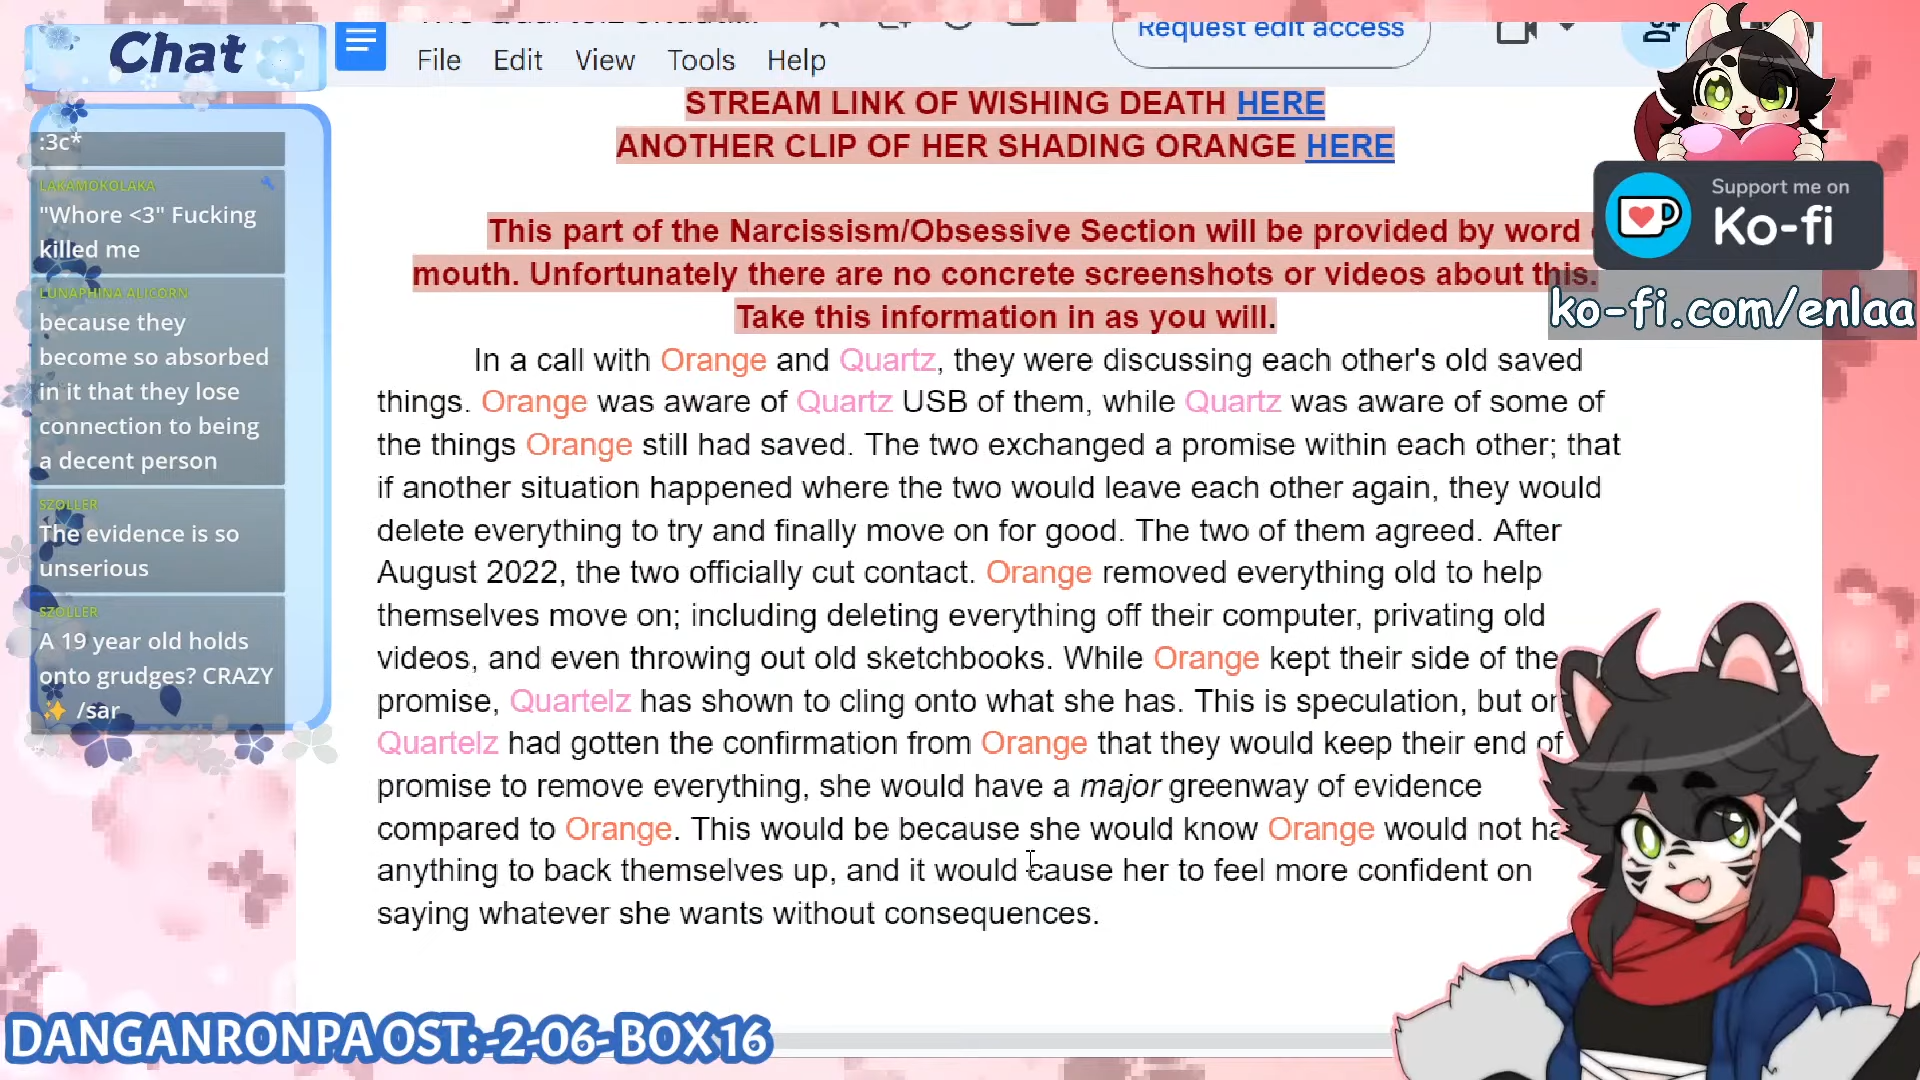 Chat
:3c*
LAKAMOKOLAKA
"Whore <3" Fucking
killed me
LUNAPHINA ALICORN
because they
become so absorbed
in it that they lose
connection to being
a decent person
SZOLLER
The evidence is so
unserious
SZOLLER
A 19 year old holds
onto grudges? CRAZY
✨ /sar
File Edit View Tools Help
Request edit access
STREAM LINK OF WISHING DEATH HERE
ANOTHER CLIP OF HER SHADING ORANGE HERE
This part of the Narcissism/Obsessive Section will be provided by word
mouth. Unfortunately there are no concrete screenshots or videos about this.
Take this information in as you will.
In a call with Orange and Quartz, they were discussing each other's old saved
things. Orange was aware of Quartz USB of them, while Quartz was aware of some of
the things Orange still had saved. The two exchanged a promise within each other; that
if another situation happened where the two would leave each other again, they would
delete everything to try and finally move on for good. The two of them agreed. After
August 2022, the two officially cut contact. Orange removed everything old to help
themselves move on; including deleting everything off their computer, privating old
videos, and even throwing out old sketchbooks. While Orange kept their side of the
promise, Quartelz has shown to cling onto what she has. This is speculation, but
Quartelz had gotten the confirmation from Orange that they would keep their end of
promise to remove everything, she would have a major greenway of evidence
compared to Orange. This would be because she would know Orange would not
anything to back themselves up, and it would cause her to feel more confident on
saying whatever she wants without consequences.
Support me on
Ko-fi
ko-fi.com/enlaa
DANGANRONPA OST: -2-06- BOX 16